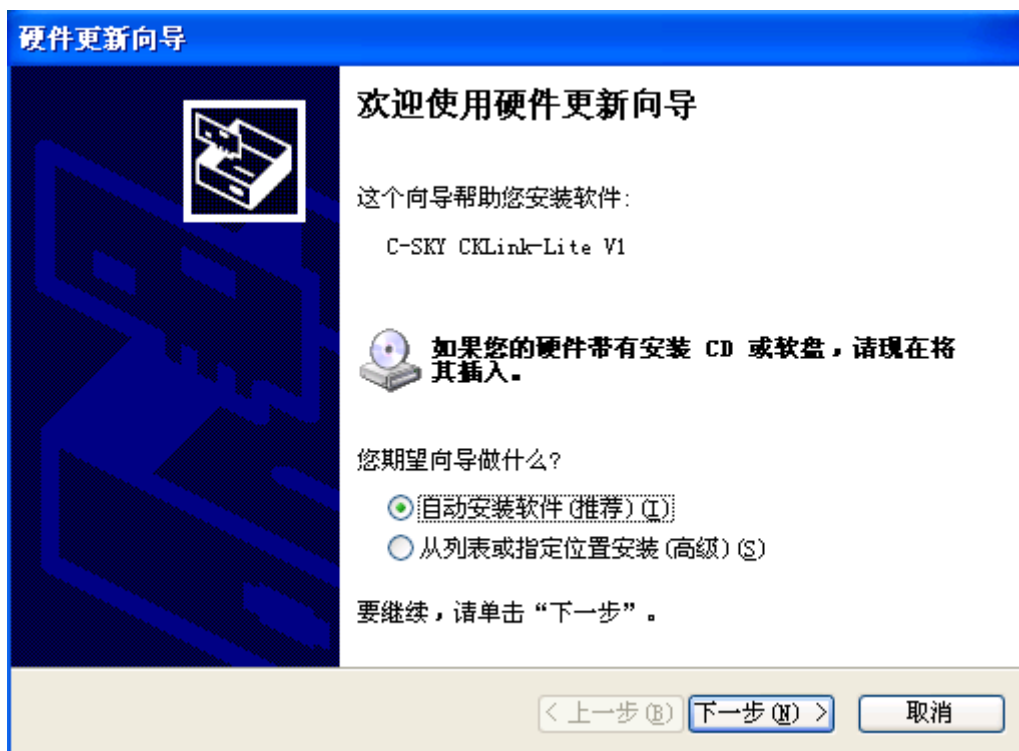 硬件更新向导
欢迎使用硬件更新向导
这个向导帮助您安装软件:
C-SKY CKLink-Lite V1
如果您的硬件带有安装 CD 或软盘，请现在将
其插入。
您期望向导做什么?
自动安装软件(推荐)(I)
从列表或指定位置安装(高级)(S)
要继续，请单击“下一步”。
< 上一步(B) 下一步(N) > 取消